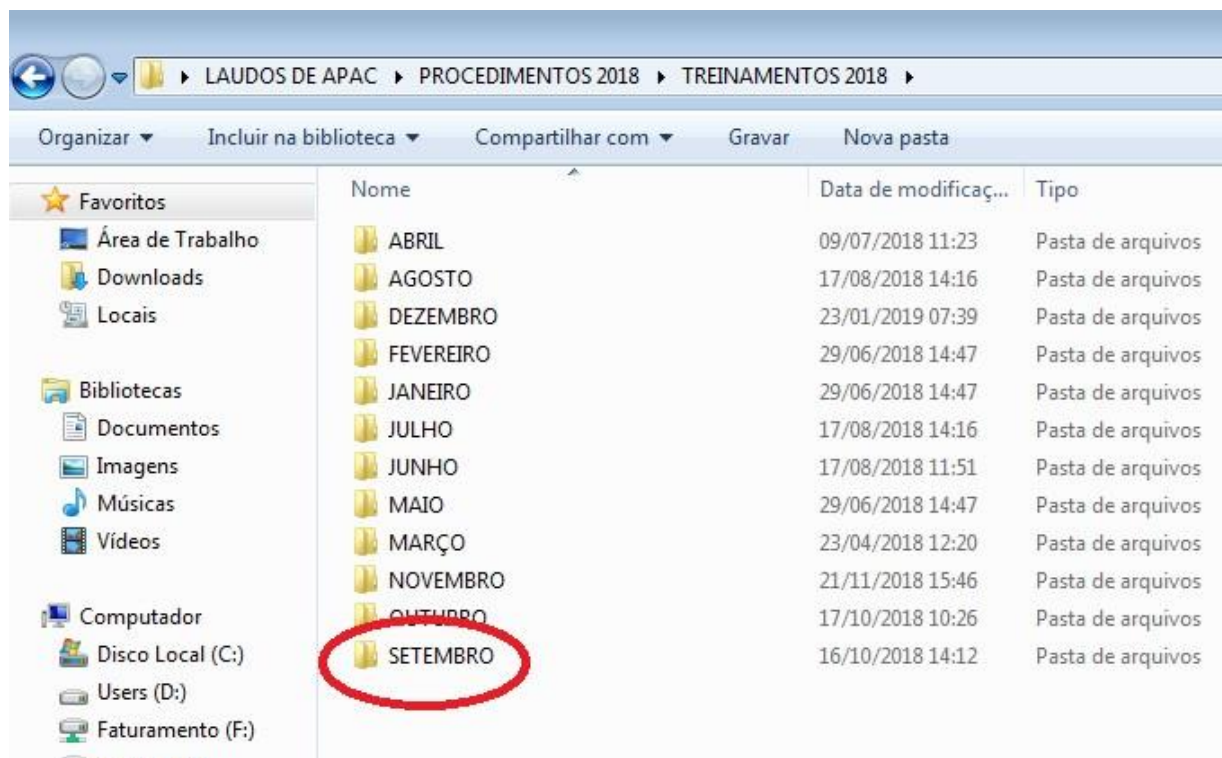 LAUDOS DE APAC ▸ PROCEDIMENTOS 2018 ▸ TREINAMENTOS 2018 ▸
Organizar Incluir na biblioteca Compartilhar com Gravar Nova pasta
Nome Data de modificaç... Tipo
Favoritos
Área de Trabalho
Downloads
Locais
Bibliotecas
Documentos
Imagens
Músicas
Vídeos
Computador
Disco Local (C:)
Users (D:)
Faturamento (F:)
ABRIL 09/07/2018 11:23 Pasta de arquivos
AGOSTO 17/08/2018 14:16 Pasta de arquivos
DEZEMBRO 23/01/2019 07:39 Pasta de arquivos
FEVEREIRO 29/06/2018 14:47 Pasta de arquivos
JANEIRO 29/06/2018 14:47 Pasta de arquivos
JULHO 17/08/2018 14:16 Pasta de arquivos
JUNHO 17/08/2018 11:51 Pasta de arquivos
MAIO 29/06/2018 14:47 Pasta de arquivos
MARÇO 23/04/2018 12:20 Pasta de arquivos
NOVEMBRO 21/11/2018 15:46 Pasta de arquivos
OUTUBRO 17/10/2018 10:26 Pasta de arquivos
SETEMBRO 16/10/2018 14:12 Pasta de arquivos